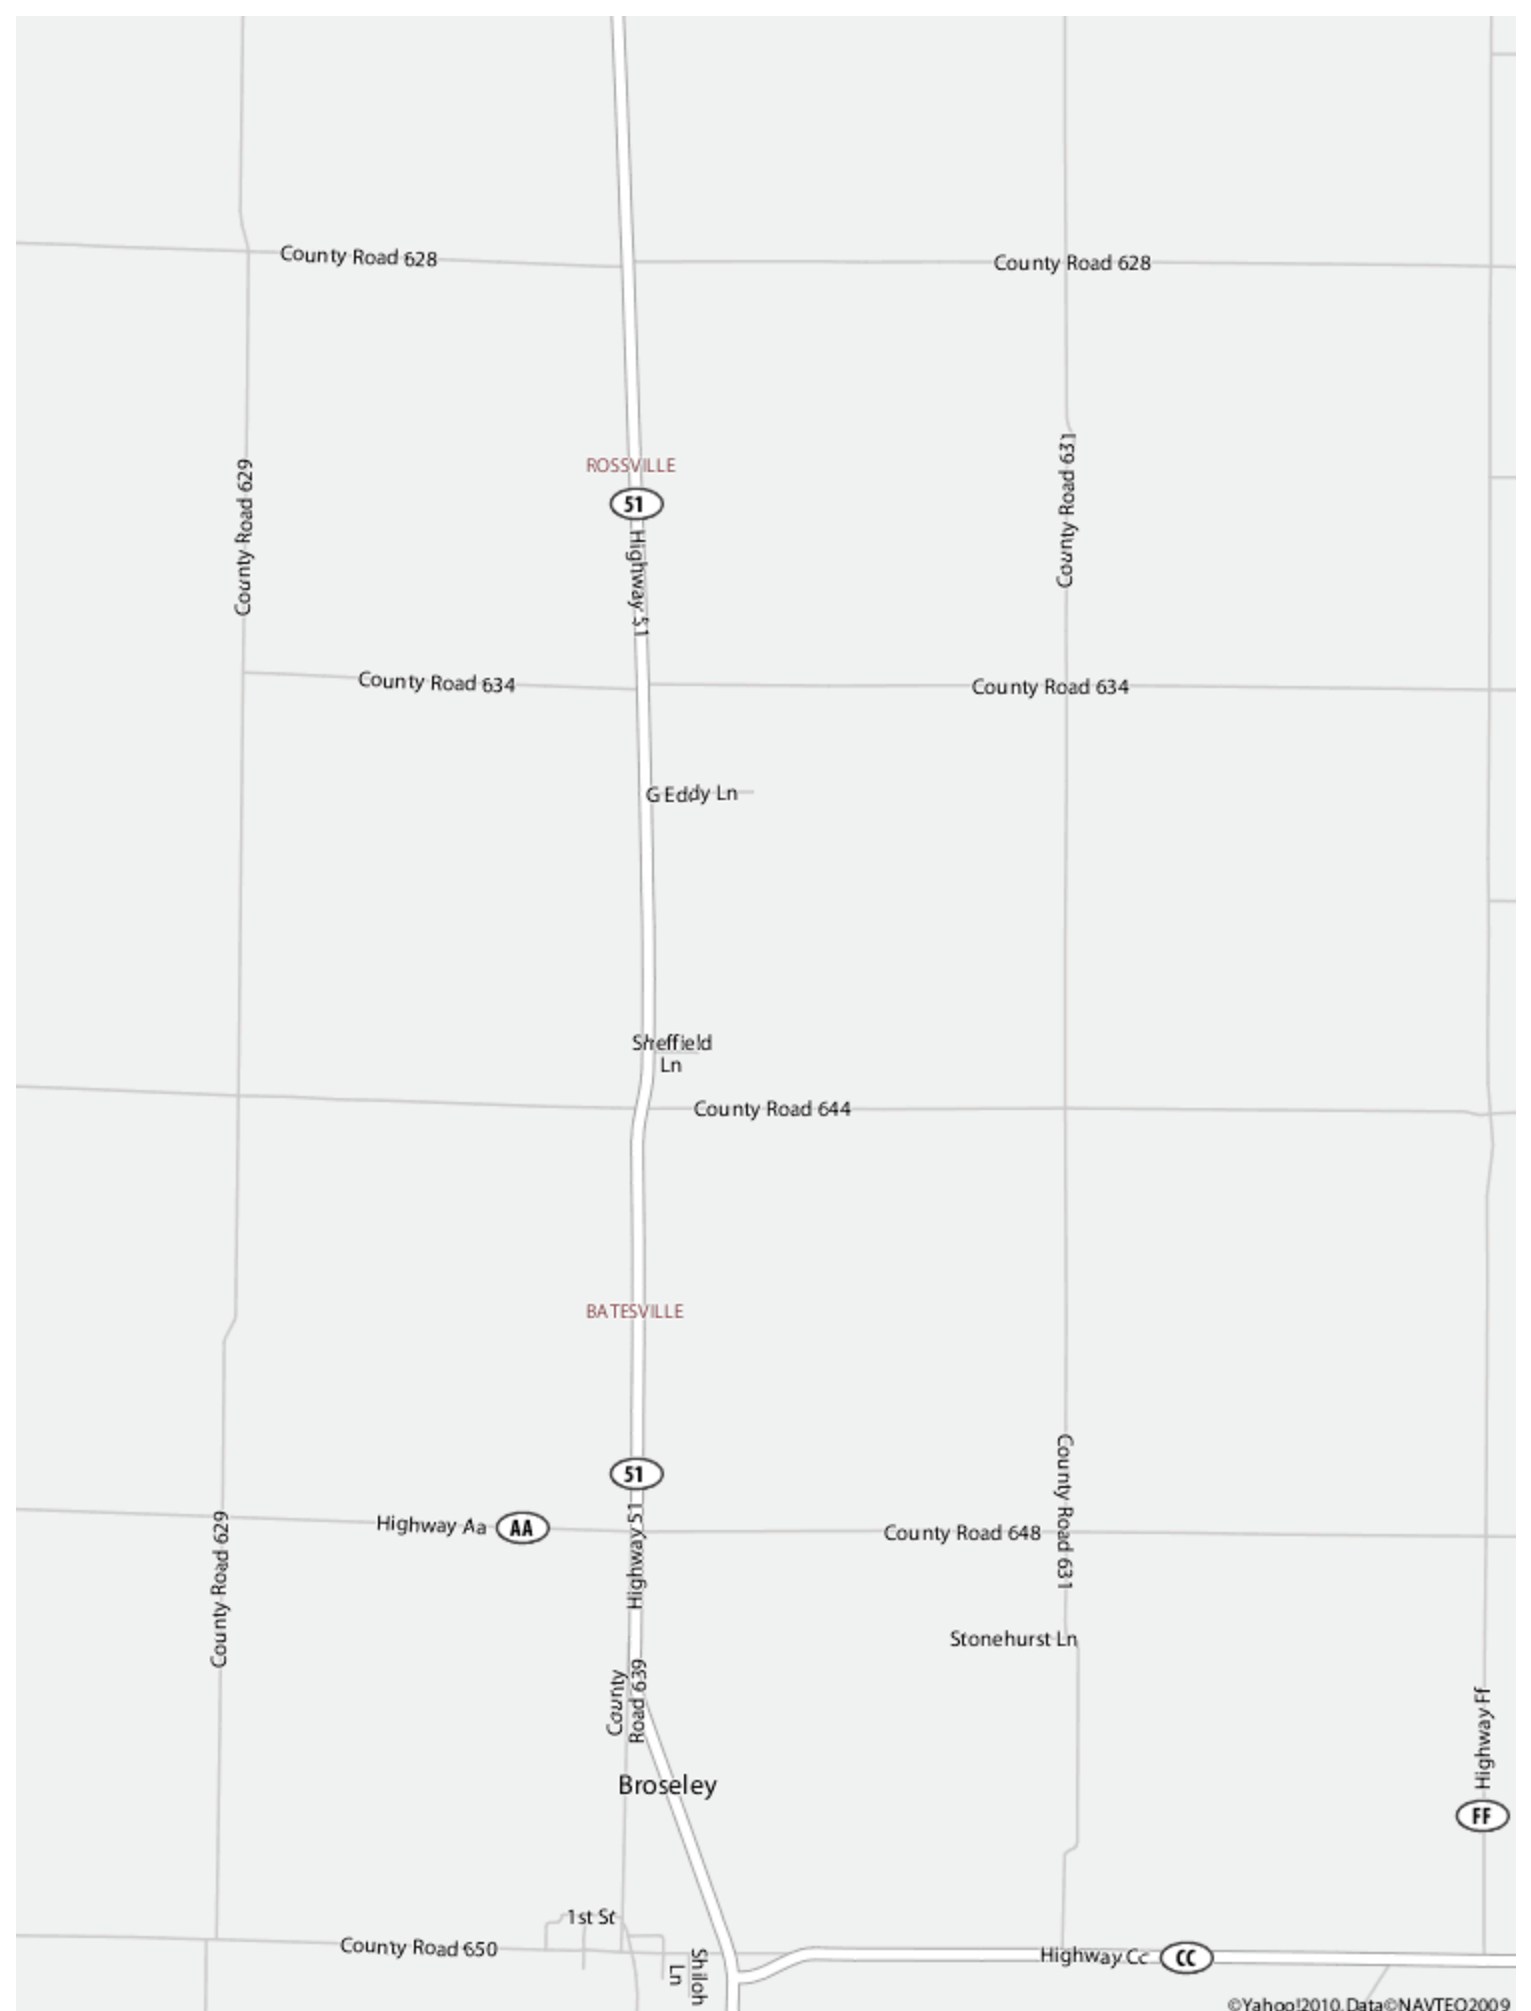 County Road 628
County Road 628
ROSSVILLE
51
County Road 629
Highway 51
County Road 631
County Road 634
County Road 634
G Eddy Ln
Sheffield
Ln
County Road 644
BATESVILLE
51
Highway 51
County Road 631
Highway Aa
AA
County Road 648
County Road 629
Stonehurst Ln
County
Road 639
Highway Ff
Broseley
FF
1st St
County Road 650
Shiloh
Ln
Highway Cc
CC
©Yahoo!2010, Data©NAVTEQ2009